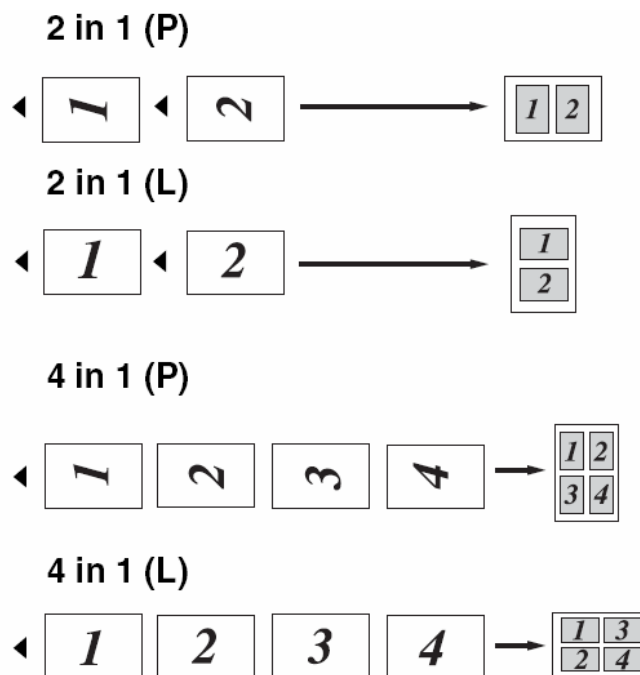 2 in 1 (P)
1 2 1 2
2 in 1 (L)
1 2 1
2
4 in 1 (P)
1 2 3 4 1 2
3 4
4 in 1 (L)
1 2 3 4 1 3
2 4